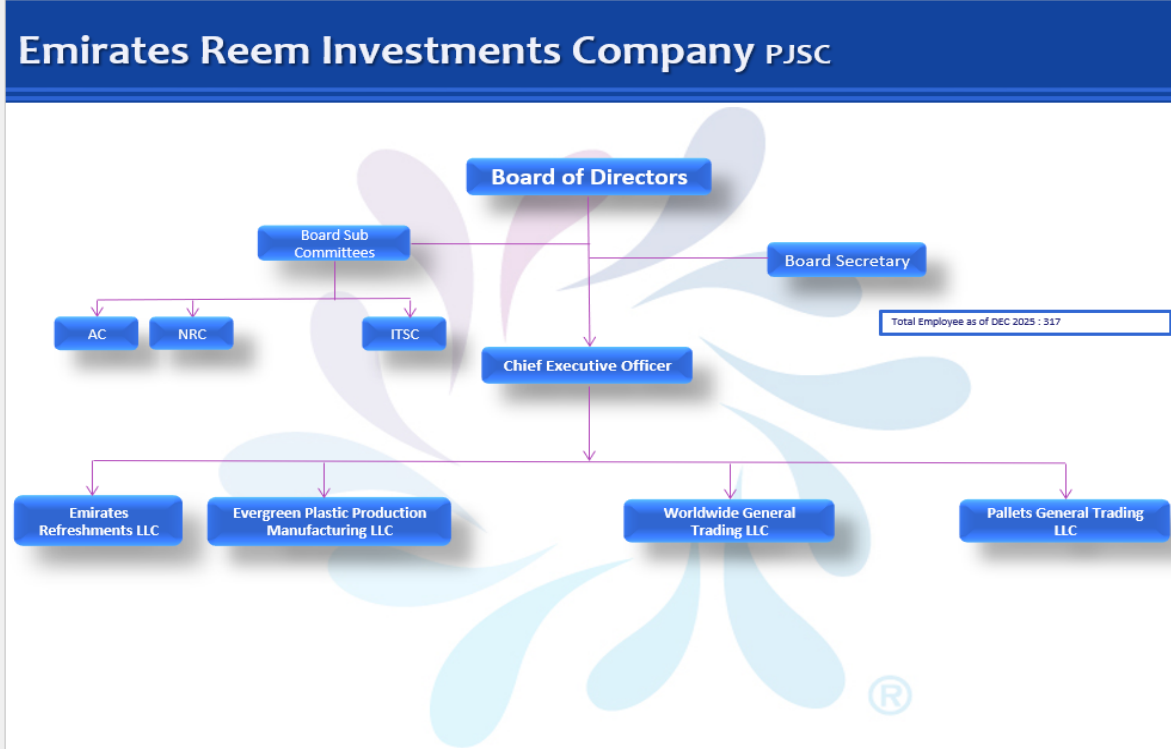 Emirates Reem Investments Company PJSC
Board of Directors
Board Sub
Committees
Board Secretary
AC
NRC
ITSC
Total Employee as of DEC 2025 : 317
Chief Executive Officer
Emirates
Refreshments LLC
Evergreen Plastic Production
Manufacturing LLC
Worldwide General
Trading LLC
Pallets General Trading
LLC
®